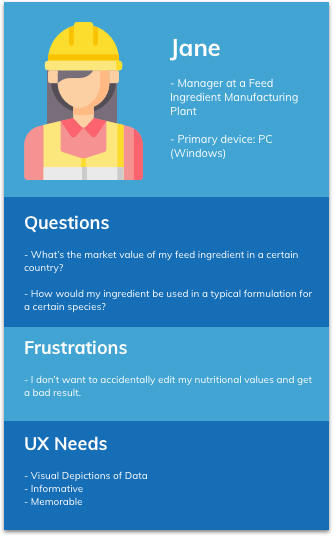 Jane
- Manager at a Feed
Ingredient Manufacturing
Plant
- Primary device: PC
(Windows)
Questions
- What's the market value of my feed ingredient in a certain
country?
- How would my ingredient be used in a typical formulation for
a certain species?
Frustrations
- I don't want to accidentally edit my nutritional values and get
a bad result.
UX Needs
- Visual Depictions of Data
- Informative
- Memorable